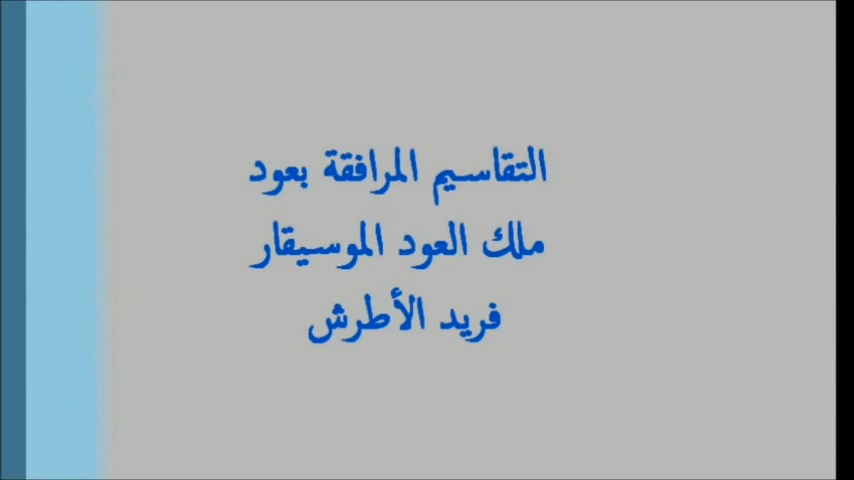 التقاسيم المرافقة بعود
ملك العود الموسيقار
فريد الأطرش